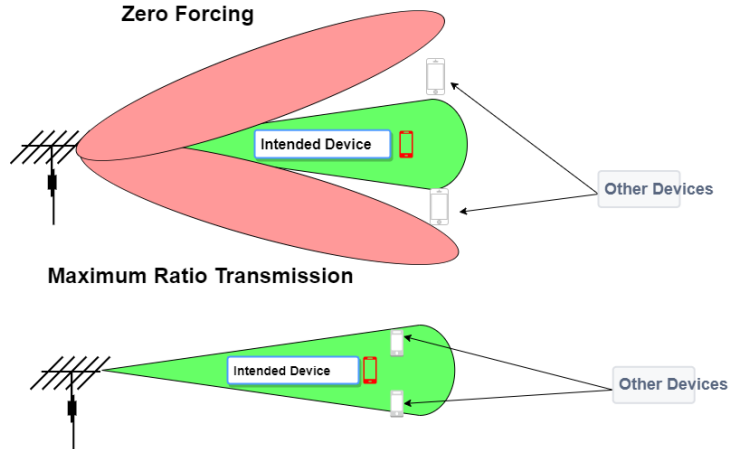 Zero Forcing
Intended Device
Other Devices
Maximum Ratio Transmission
Intended Device
Other Devices